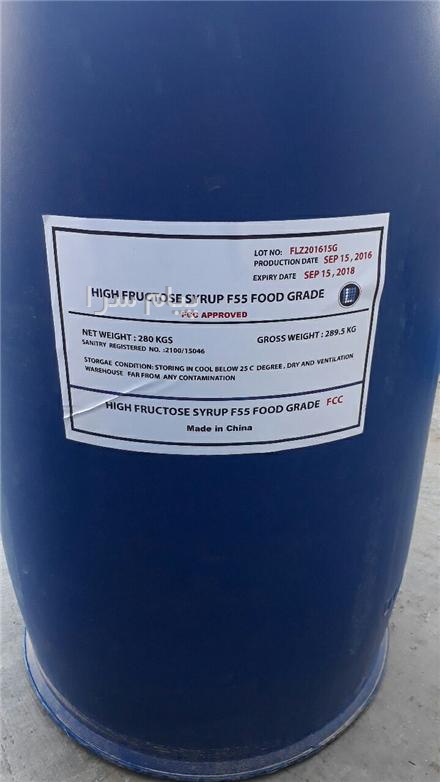 LOT NO: FLZ201615G
PRODUCTION DATE SEP 15, 2016
EXPIRY DATE SEP 15, 2018
HIGH FRUCTOSE SYRUP F55 FOOD GRADE
FCC APPROVED
پیام سرا
NET WEIGHT : 280 KGS
GROSS WEIGHT : 289.5 KG
SANITRY REGISTERED NO. :2100/15046
STORGAE CONDITION: STORING IN COOL BELOW 25 C DEGREE, DRY AND VENTILATION
WAREHOUSE FAR FROM ANY CONTAMINATION
HIGH FRUCTOSE SYRUP F55 FOOD GRADE FCC
Made in China